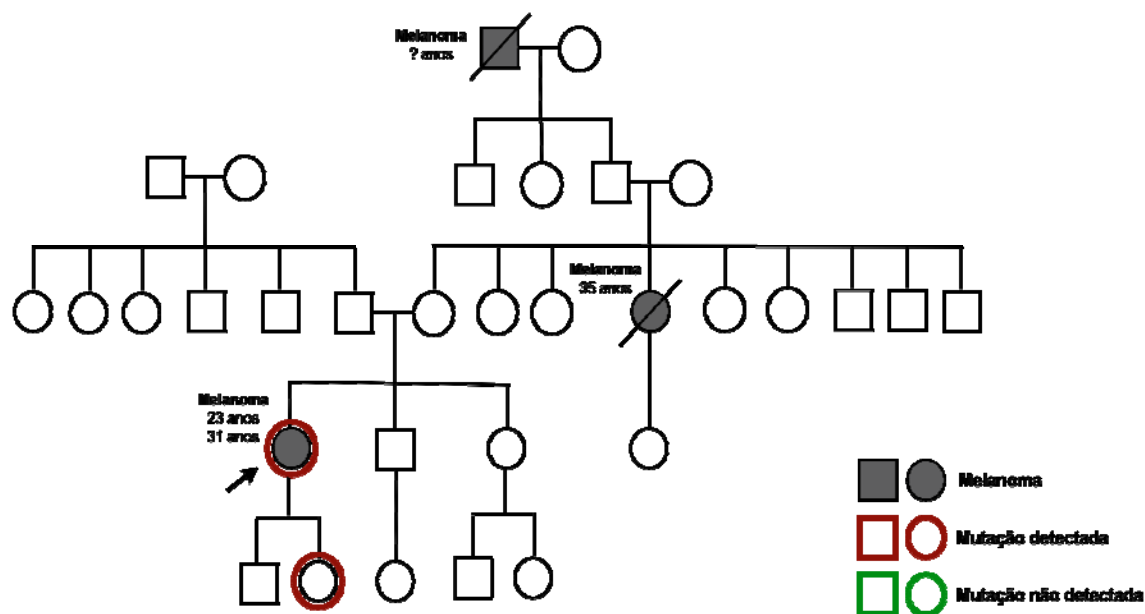 Melanoma
? anos
Melanoma
35 anos
Melanoma
23 anos
31 anos
Melanoma
Mutação detectada
Mutação não detectada